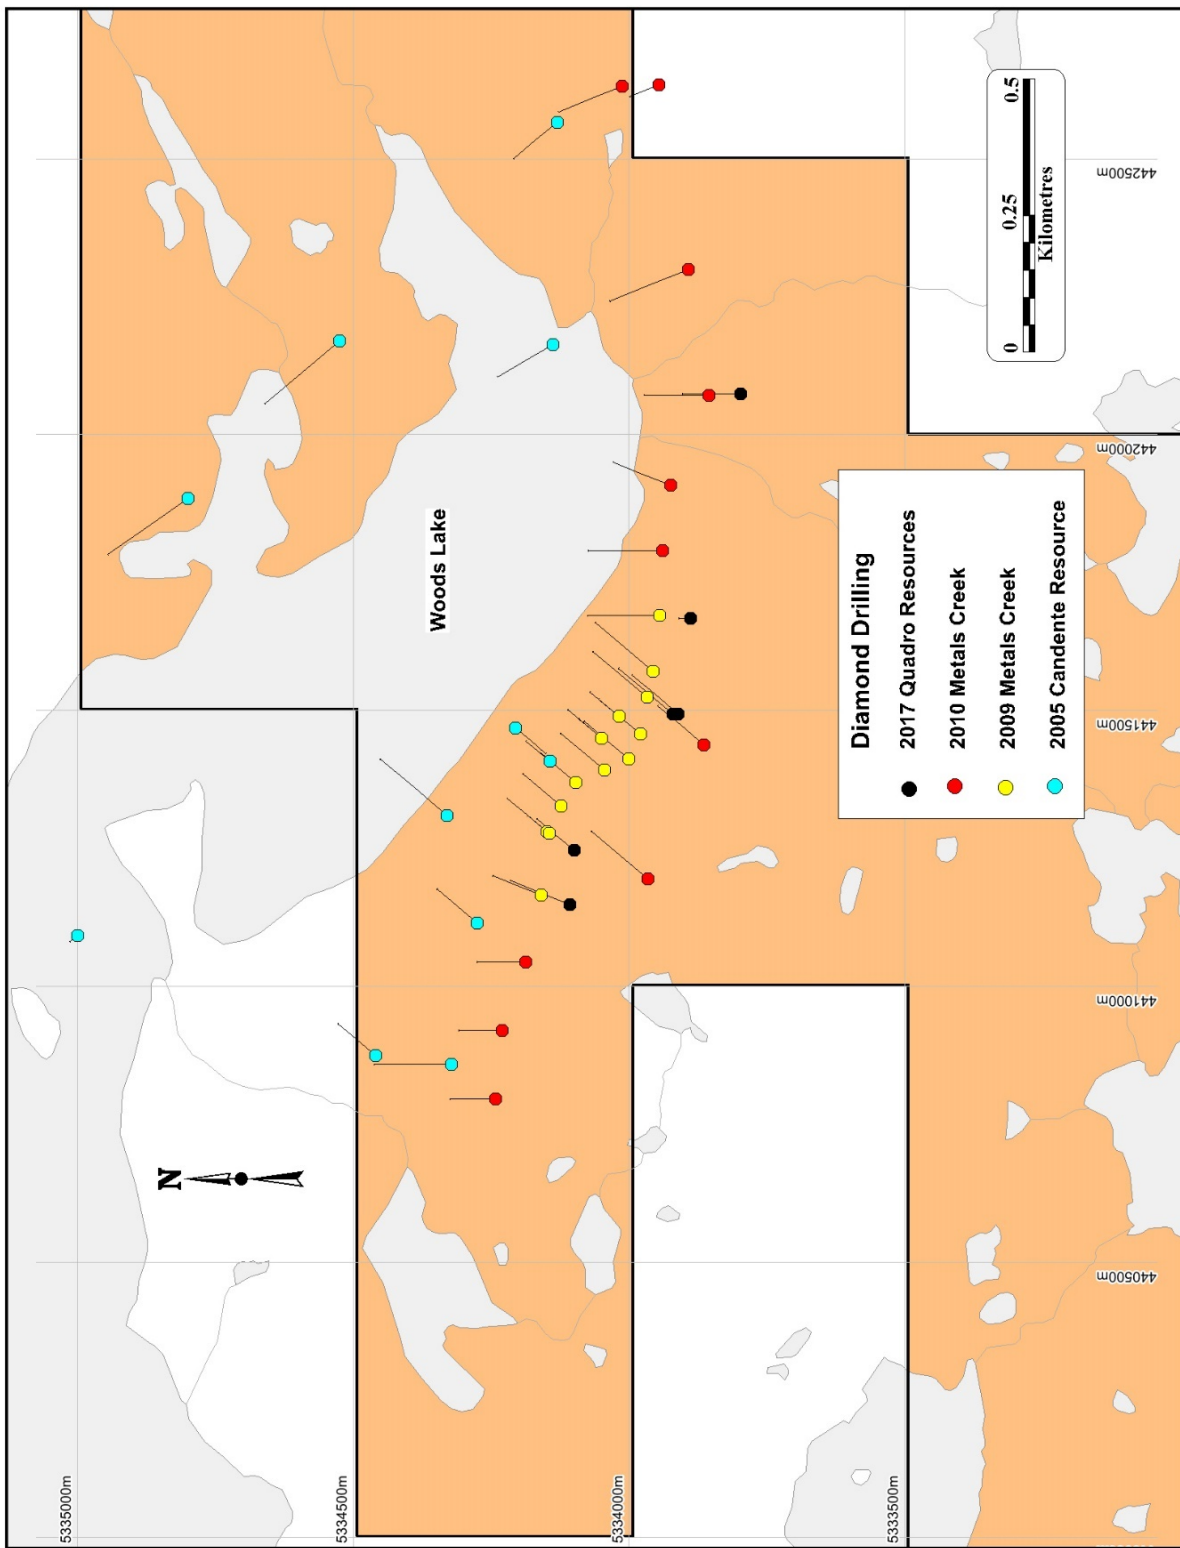 5335000m
5334500m
5334000m
5333500m
N
Woods Lake
Diamond Drilling
2017 Quadro Resources
2010 Metals Creek
2009 Metals Creek
2005 Candente Resource
440500m
441000m
441500m
442000m
442500m
0 0.25 0.5
Kilometres